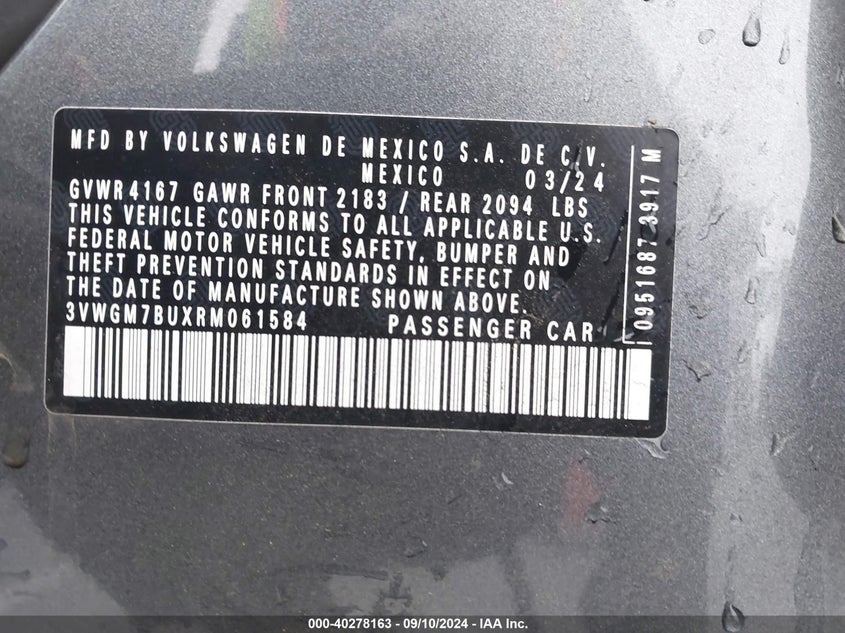 MFD BY VOLKSWAGEN DE MEXICO S.A. DE C.V.
MEXICO 03/24
GVWR 4167 GAWR FRONT 2183 / REAR 2094 LBS
THIS VEHICLE CONFORMS TO ALL APPLICABLE U.S.
FEDERAL MOTOR VEHICLE SAFETY, BUMPER AND
THEFT PREVENTION STANDARDS IN EFFECT ON
THE DATE OF MANUFACTURE SHOWN ABOVE.
3VWGM7BUXRM061584 PASSENGER CAR
0951687 3917 M
000-40278163 — 09/10/2024 - IAA Inc.